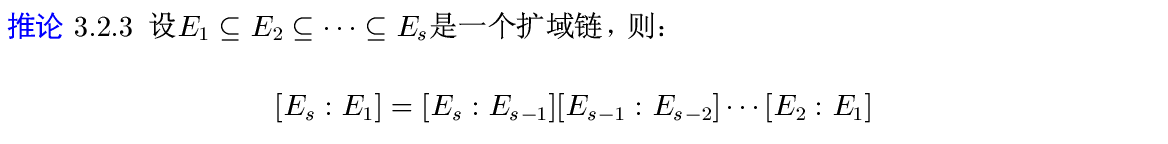 推论 3.2.3 设E₁ ⊆ E₂ ⊆ ⋯ ⊆ Eₛ是一个扩域链，则：
[Eₛ : E₁] = [Eₛ : Eₛ₋₁][Eₛ₋₁ : Eₛ₋₂] ⋯ [E₂ : E₁]